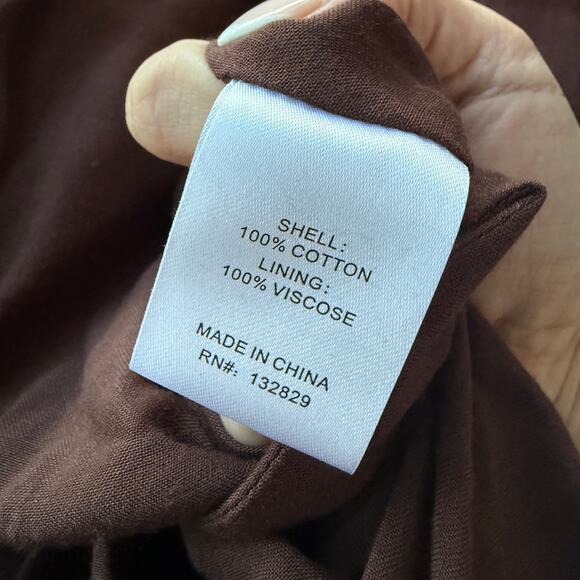 SHELL:
100% COTTON
LINING:
100% VISCOSE
MADE IN CHINA
RN#: 132829